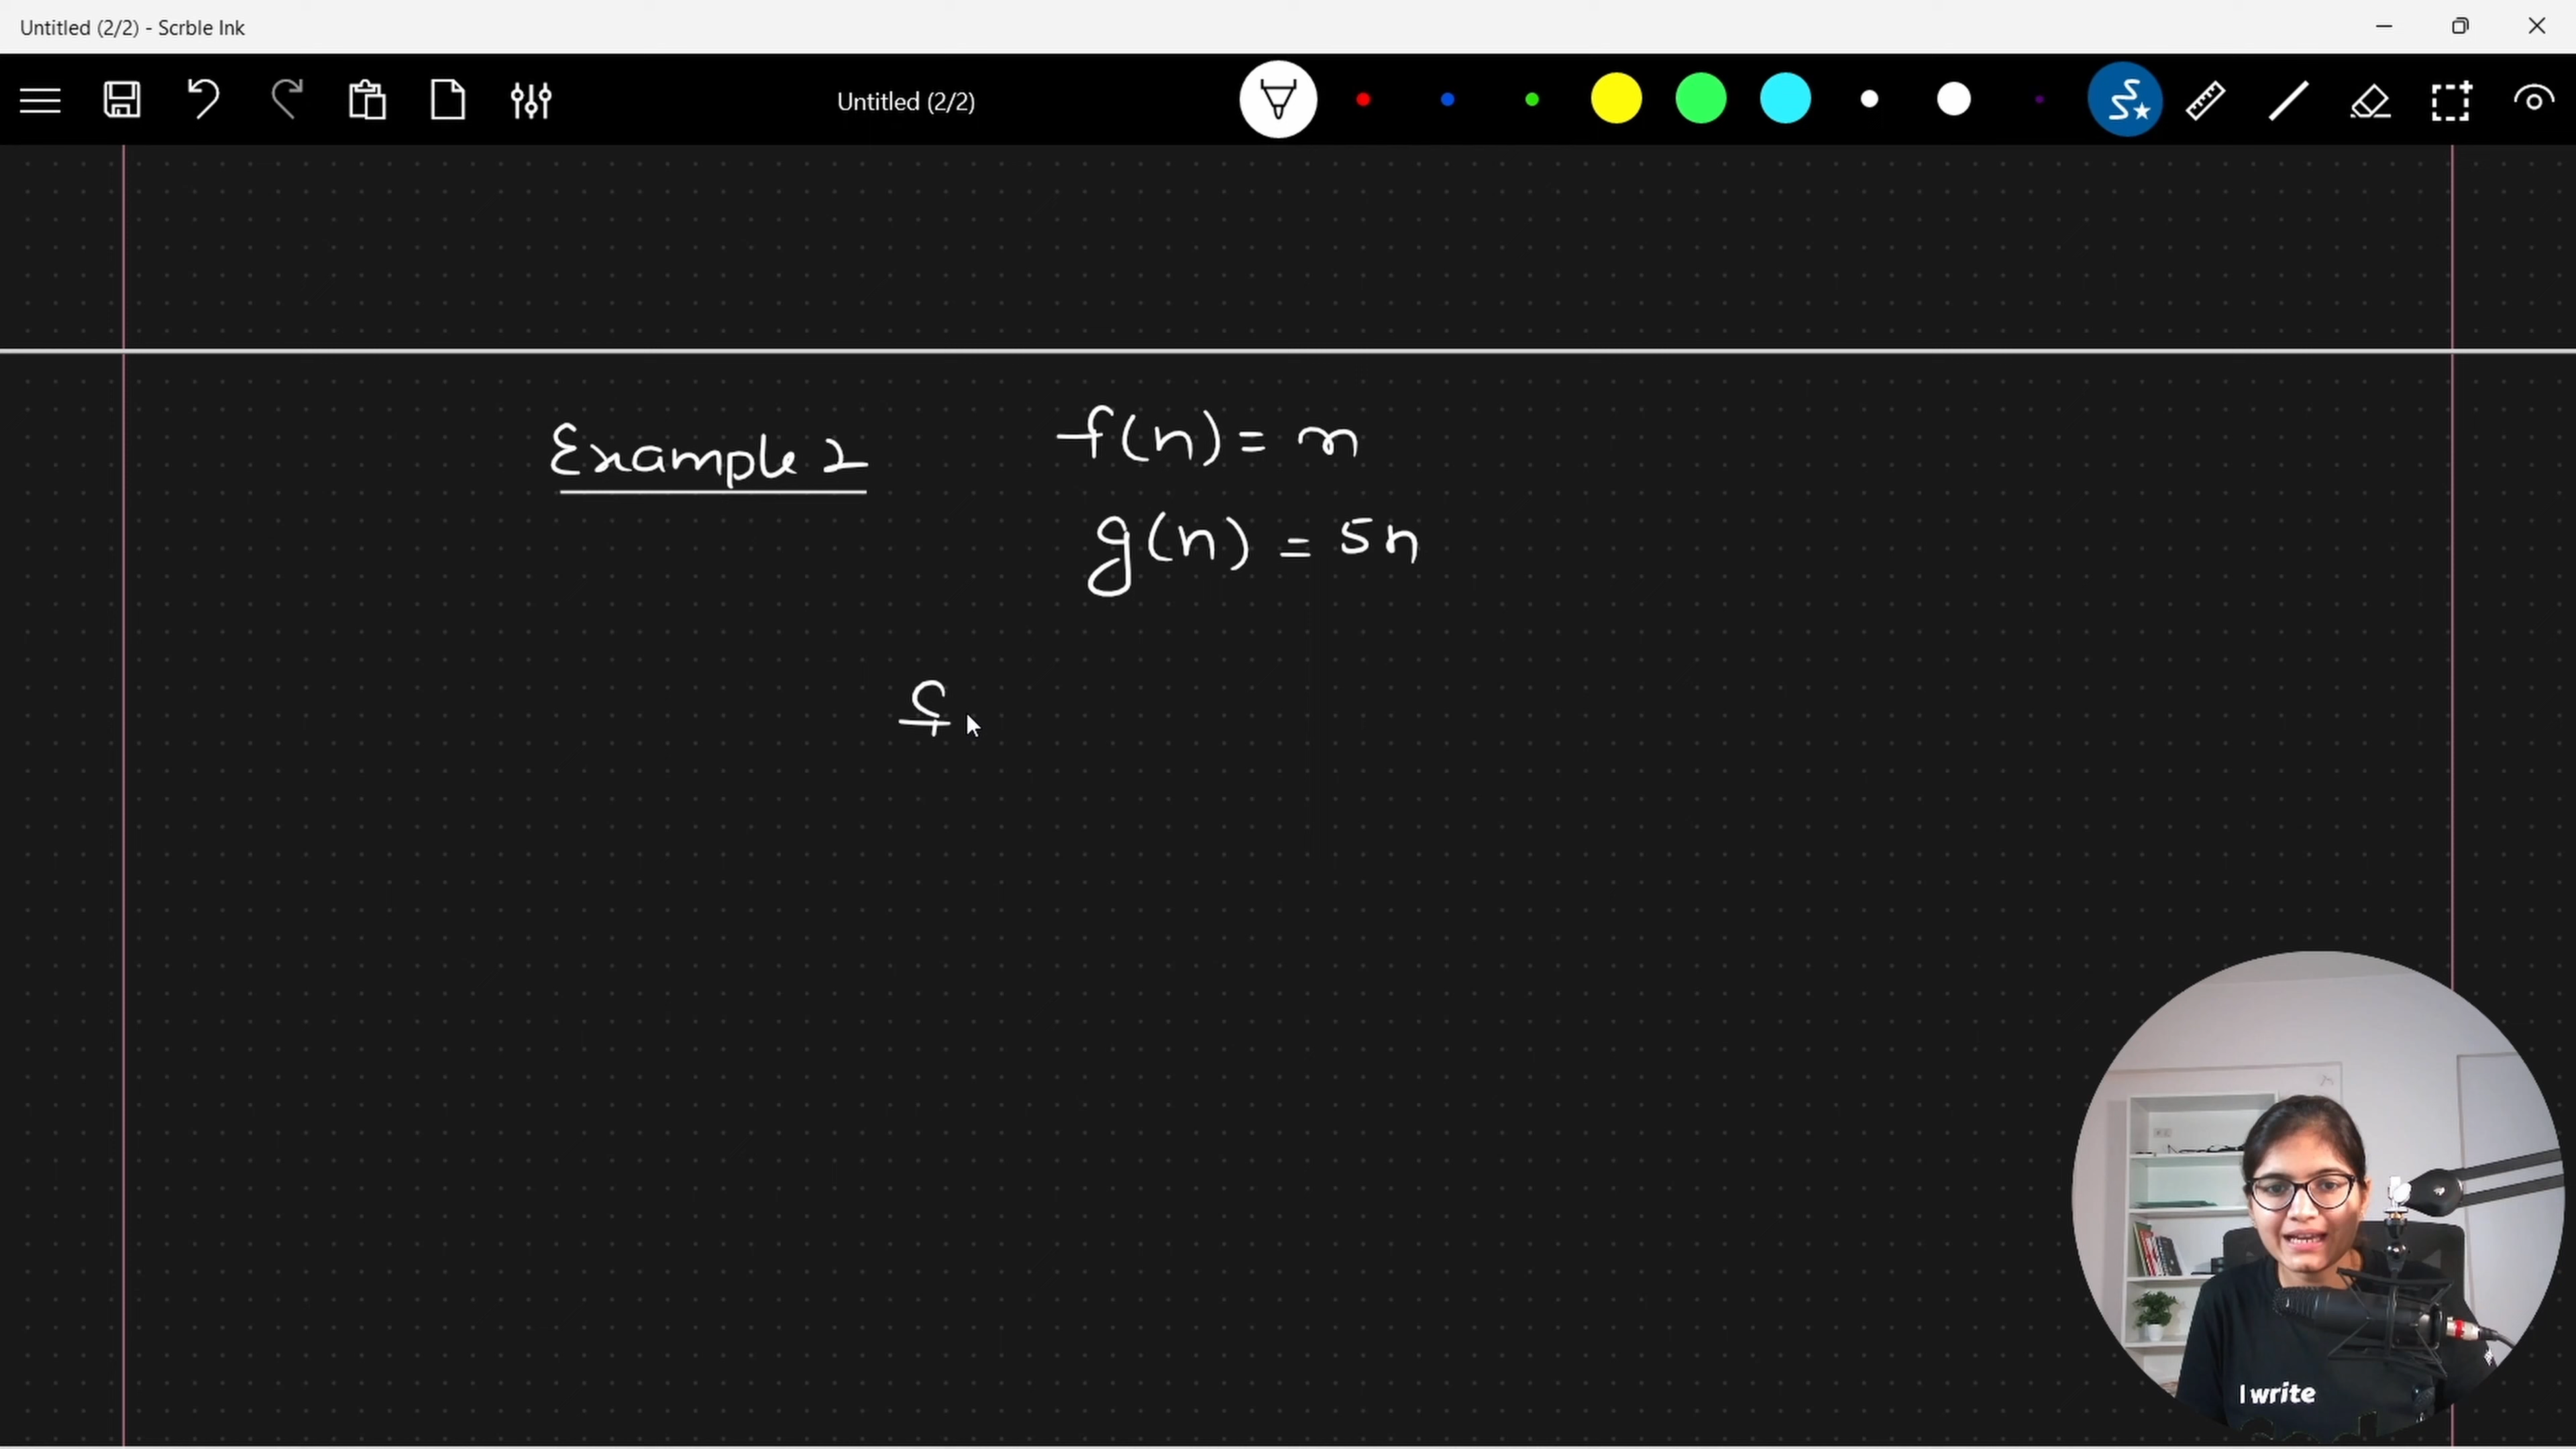 Untitled (2/2) - Scrble Ink
Untitled (2/2)
Example 2
f(n) = n
g(n) = 5n
I write